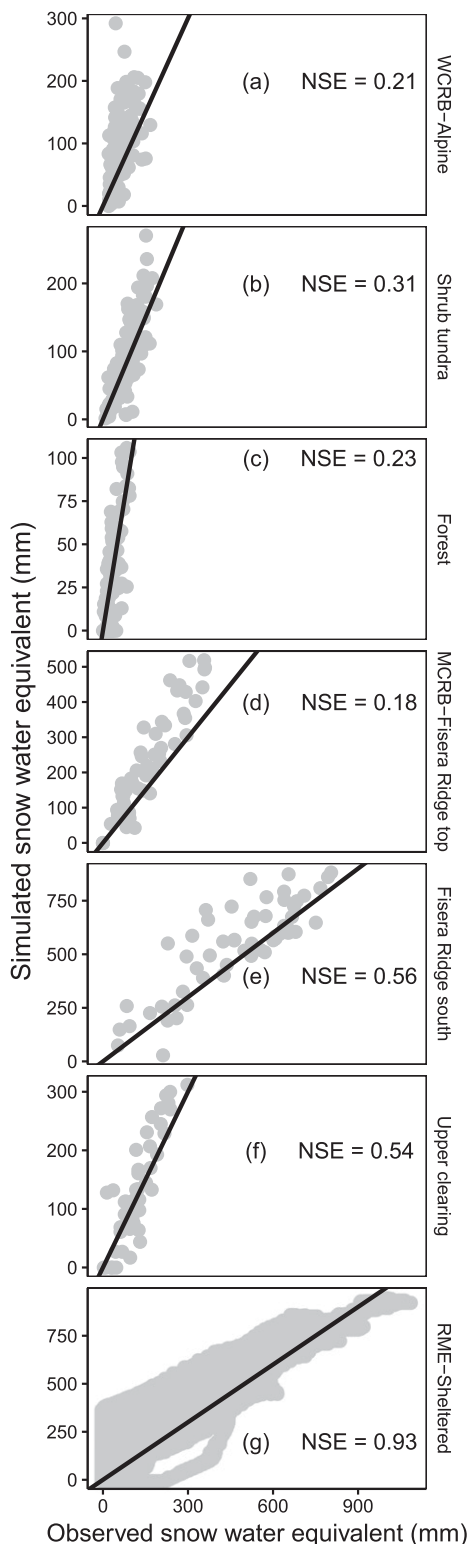 Simulated snow water equivalent (mm)
300
200
100
0
(a) NSE = 0.21
WCRB−Alpine
200
100
0
(b) NSE = 0.31
Shrub tundra
100
75
50
25
0
(c) NSE = 0.23
Forest
500
400
300
200
100
0
(d) NSE = 0.18
MCRB−Fisera Ridge top
750
500
250
0
(e) NSE = 0.56
Fisera Ridge south
300
200
100
0
(f) NSE = 0.54
Upper clearing
750
500
250
0
(g) NSE = 0.93
RME−Sheltered
0 300 600 900
Observed snow water equivalent (mm)